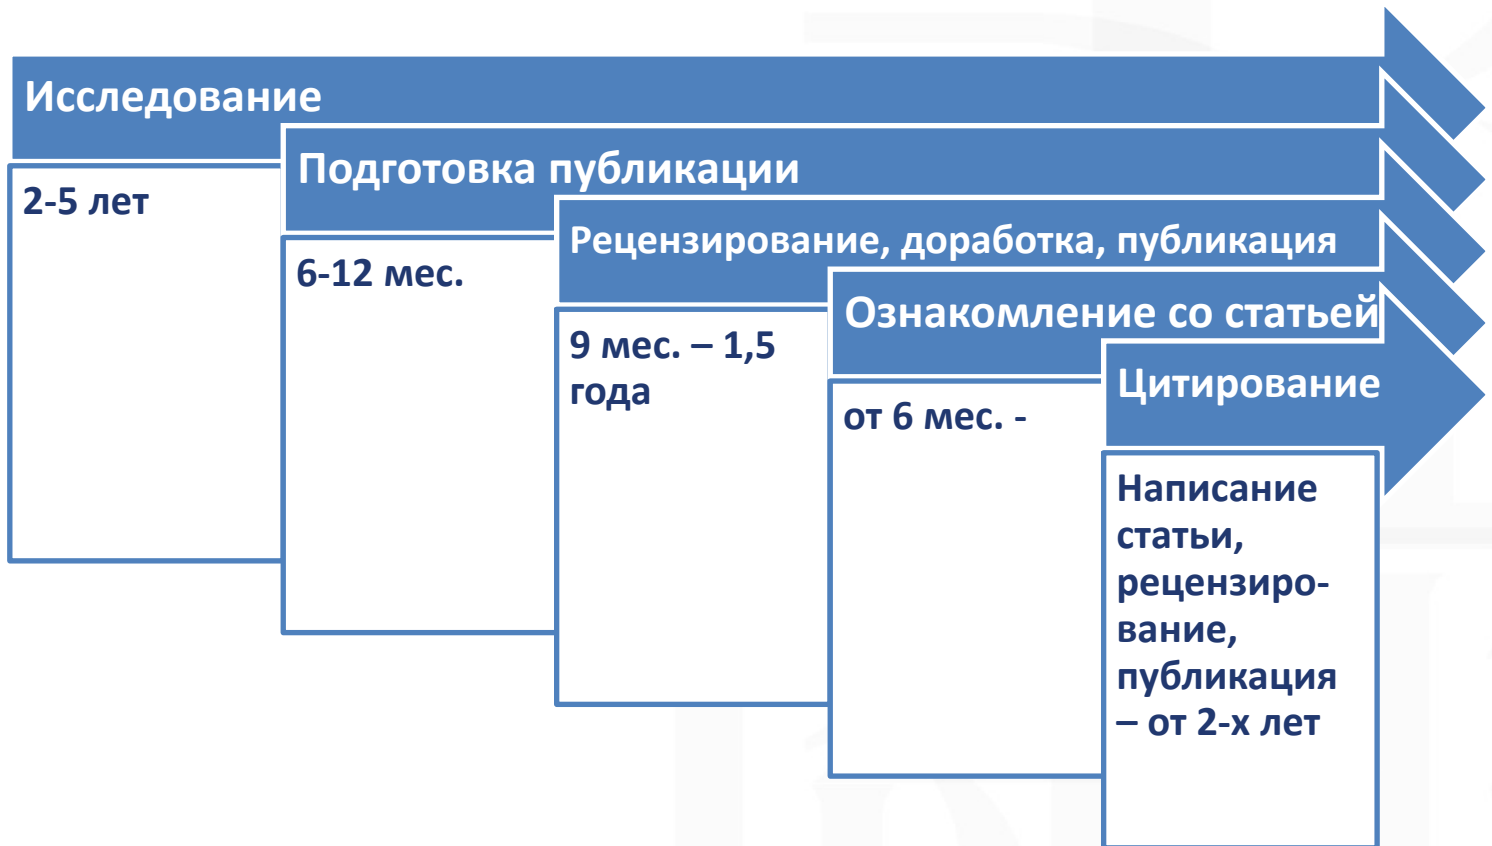 Исследование
2-5 лет
Подготовка публикации
6-12 мес.
Рецензирование, доработка, публикация
9 мес. – 1,5
года
Ознакомление со статьей
от 6 мес. -
Цитирование
Написание
статьи,
рецензиро-
вание,
публикация
– от 2-х лет